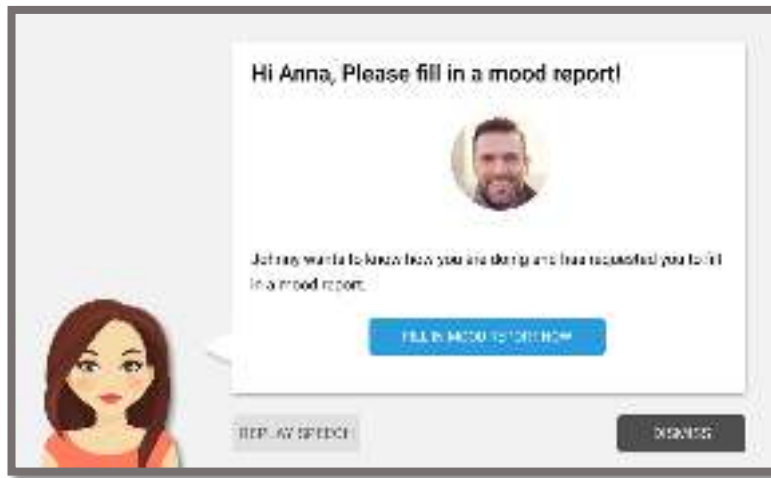 Hi Anna, Please fill in a mood report!
Johnny wants to know how you are doing and has requested you to fill
in a mood report.
FILL IN MOOD REPORT NOW
REPLAY SPEECH
DISMISS